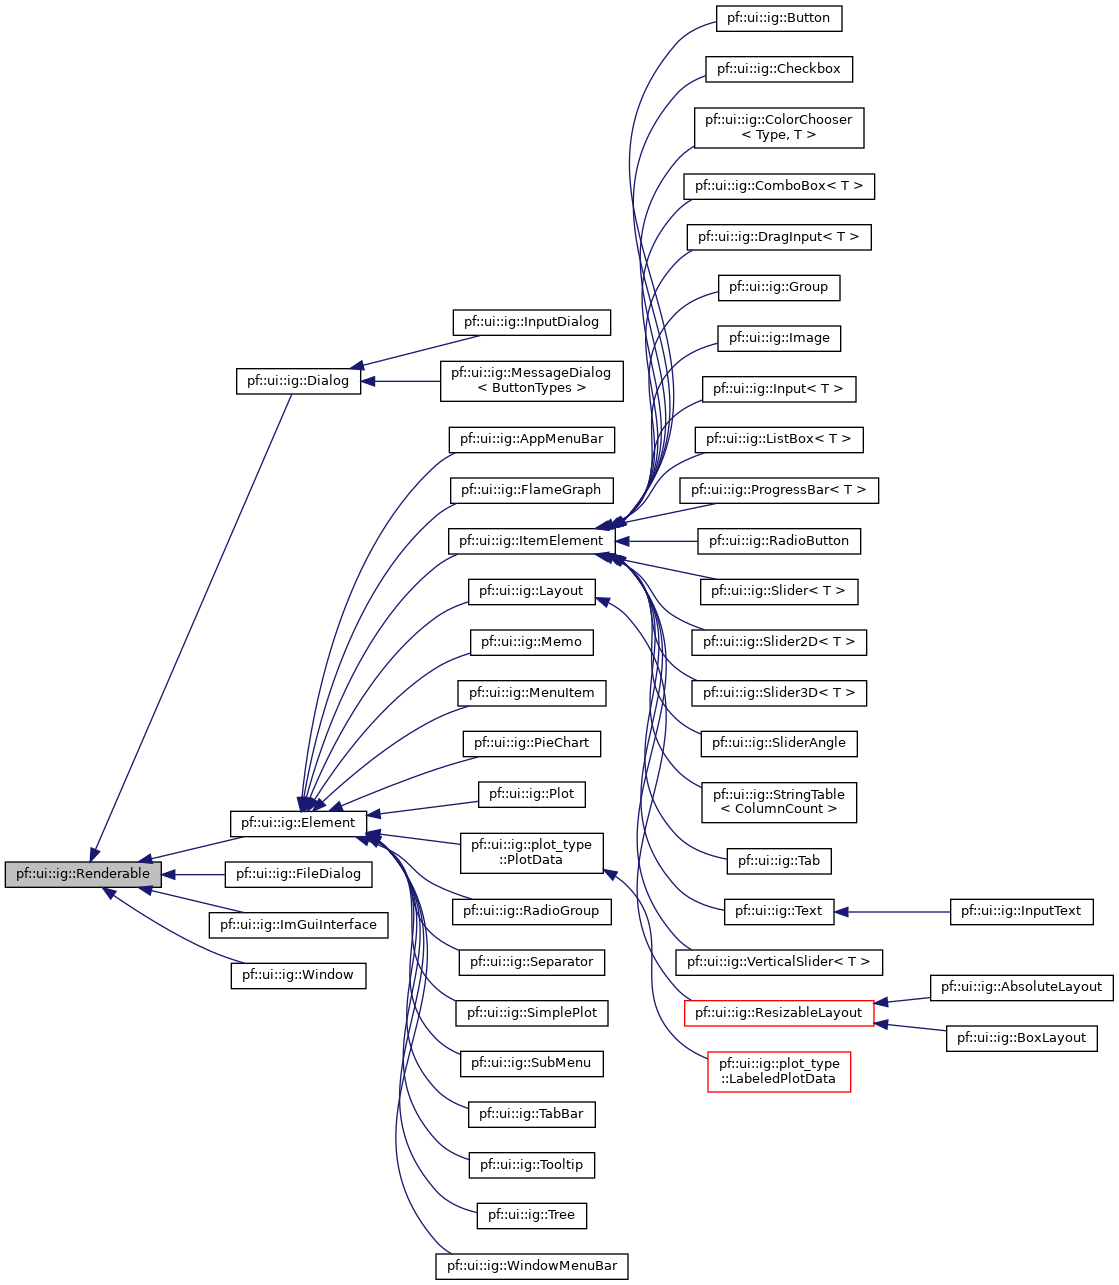 pf::ui::ig::Button
pf::ui::ig::Checkbox
pf::ui::ig::ColorChooser
< Type, T >
pf::ui::ig::ComboBox< T >
pf::ui::ig::DragInput< T >
pf::ui::ig::Group
pf::ui::ig::InputDialog
pf::ui::ig::Image
pf::ui::ig::Dialog
pf::ui::ig::MessageDialog
< ButtonTypes >
pf::ui::ig::Input< T >
pf::ui::ig::AppMenuBar
pf::ui::ig::ListBox< T >
pf::ui::ig::FlameGraph
pf::ui::ig::ProgressBar< T >
pf::ui::ig::ItemElement
pf::ui::ig::RadioButton
pf::ui::ig::Layout
pf::ui::ig::Slider< T >
pf::ui::ig::Memo
pf::ui::ig::Slider2D< T >
pf::ui::ig::MenuItem
pf::ui::ig::Slider3D< T >
pf::ui::ig::PieChart
pf::ui::ig::SliderAngle
pf::ui::ig::Plot
pf::ui::ig::StringTable
< ColumnCount >
pf::ui::ig::Element
pf::ui::ig::plot_type
::PlotData
pf::ui::ig::Tab
pf::ui::ig::Renderable
pf::ui::ig::FileDialog
pf::ui::ig::RadioGroup
pf::ui::ig::Text
pf::ui::ig::InputText
pf::ui::ig::ImGuiInterface
pf::ui::ig::Separator
pf::ui::ig::VerticalSlider< T >
pf::ui::ig::Window
pf::ui::ig::AbsoluteLayout
pf::ui::ig::SimplePlot
pf::ui::ig::ResizableLayout
pf::ui::ig::BoxLayout
pf::ui::ig::SubMenu
pf::ui::ig::plot_type
::LabeledPlotData
pf::ui::ig::TabBar
pf::ui::ig::Tooltip
pf::ui::ig::Tree
pf::ui::ig::WindowMenuBar